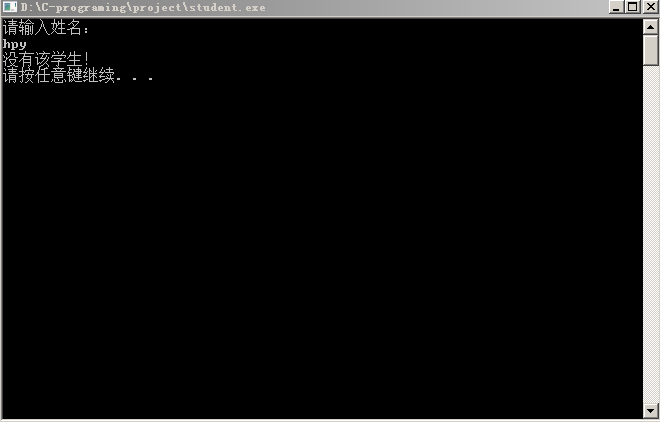 D:\C-programing\project\student.exe
请输入姓名：
hpy
没有该学生！
请按任意键继续．．．